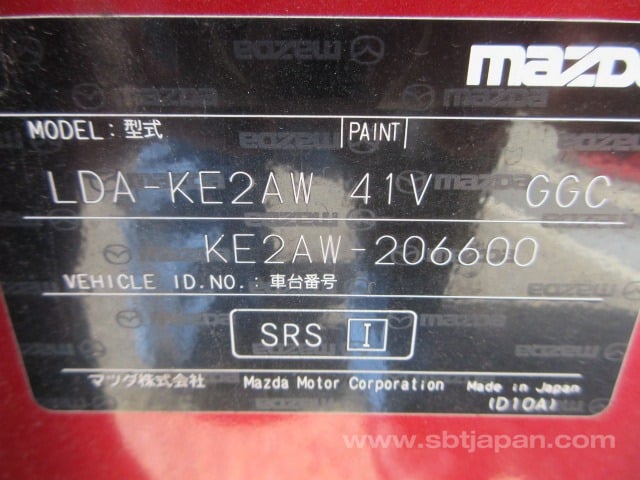 mazda
MODEL: 型式 PAINT
LDA-KE2AW 41V GGC
KE2AW-206600
VEHICLE ID.NO.: 車台番号
SRS I
マツダ株式会社 Mazda Motor Corporation Made in Japan
(D10A)
www.sbtjapan.com